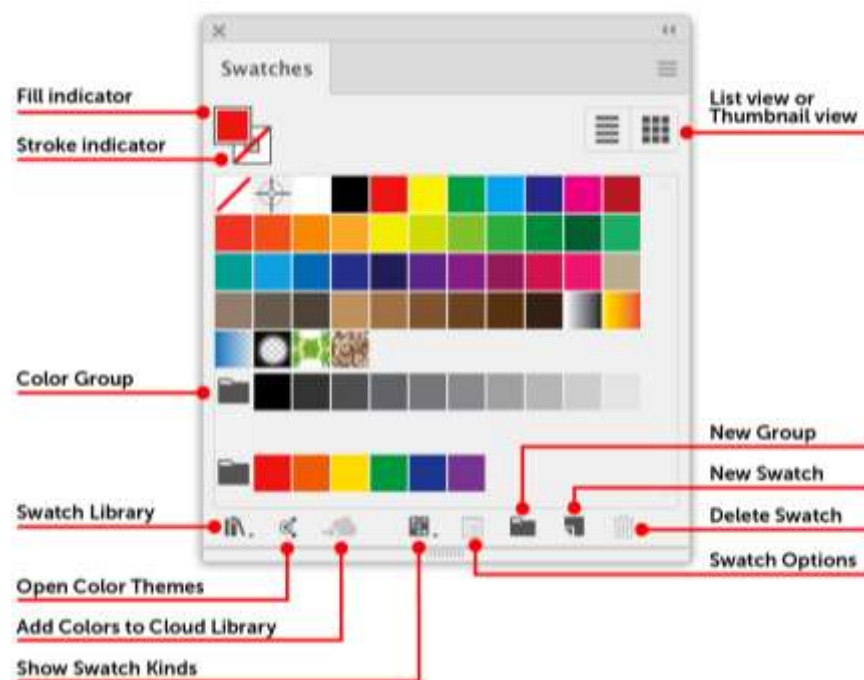 Swatches
Fill indicator
Stroke indicator
List view or
Thumbnail view
Color Group
New Group
New Swatch
Swatch Library
Delete Swatch
Swatch Options
Open Color Themes
Add Colors to Cloud Library
Show Swatch Kinds